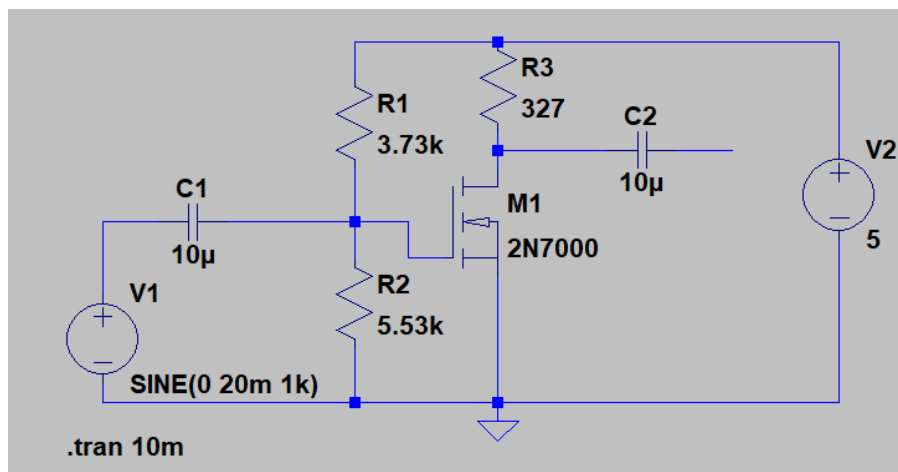 R3
327
R1
3.73k
C2
10µ
V2
5
C1
10µ
M1
2N7000
R2
5.53k
V1
SINE(0 20m 1k)
.tran 10m